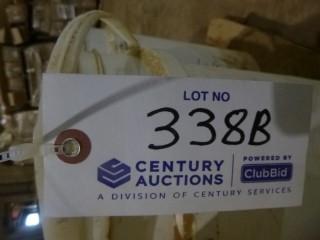 LOT NO
338B
CENTURY AUCTIONS
POWERED BY
ClubBid
A DIVISION OF CENTURY SERVICES